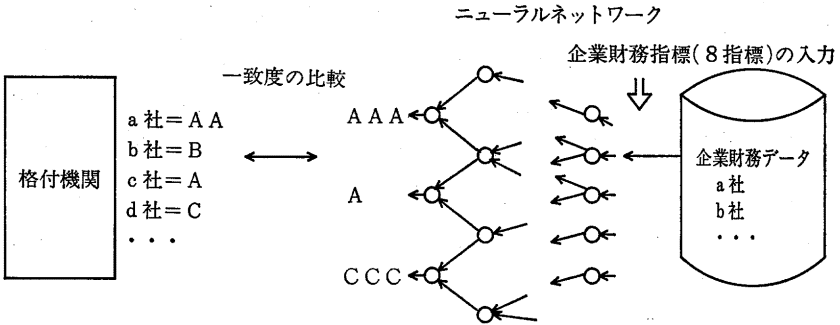 ニューラルネットワーク
企業財務指標(8指標)の入力
一致度の比較
格付機関
a社=AA
b社=B
c社=A
d社=C
・・・
AAA
A
CCC
企業財務データ
a社
b社
・・・